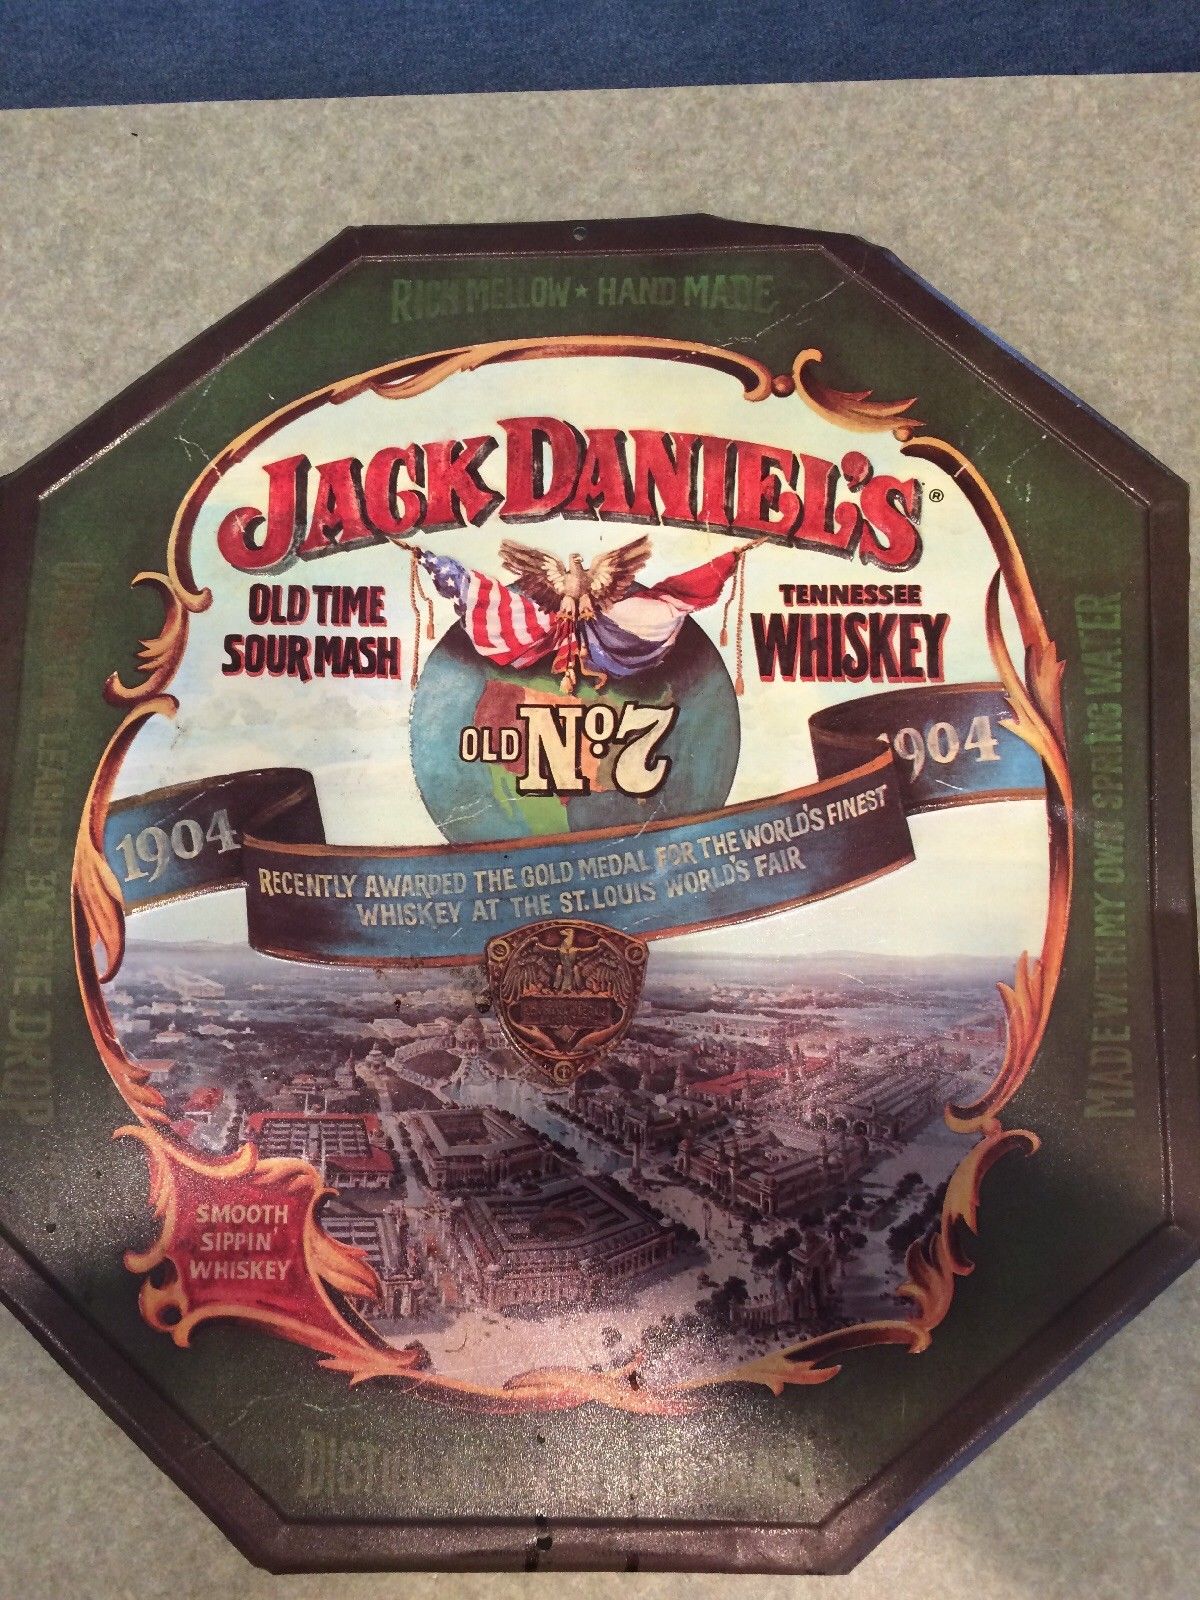 RICH MELLOW ★ HAND MADE
JACK DANIEL'S ®
OLD TIME
SOUR MASH
TENNESSEE
WHISKEY
OLD No. 7
1904
1904
RECENTLY AWARDED THE GOLD MEDAL FOR THE WORLD'S FINEST
WHISKEY AT THE ST. LOUIS WORLD'S FAIR
SMOOTH
SIPPIN'
WHISKEY
MADE WITH MY OWN SPRING WATER
LEACHED BY THE DROP